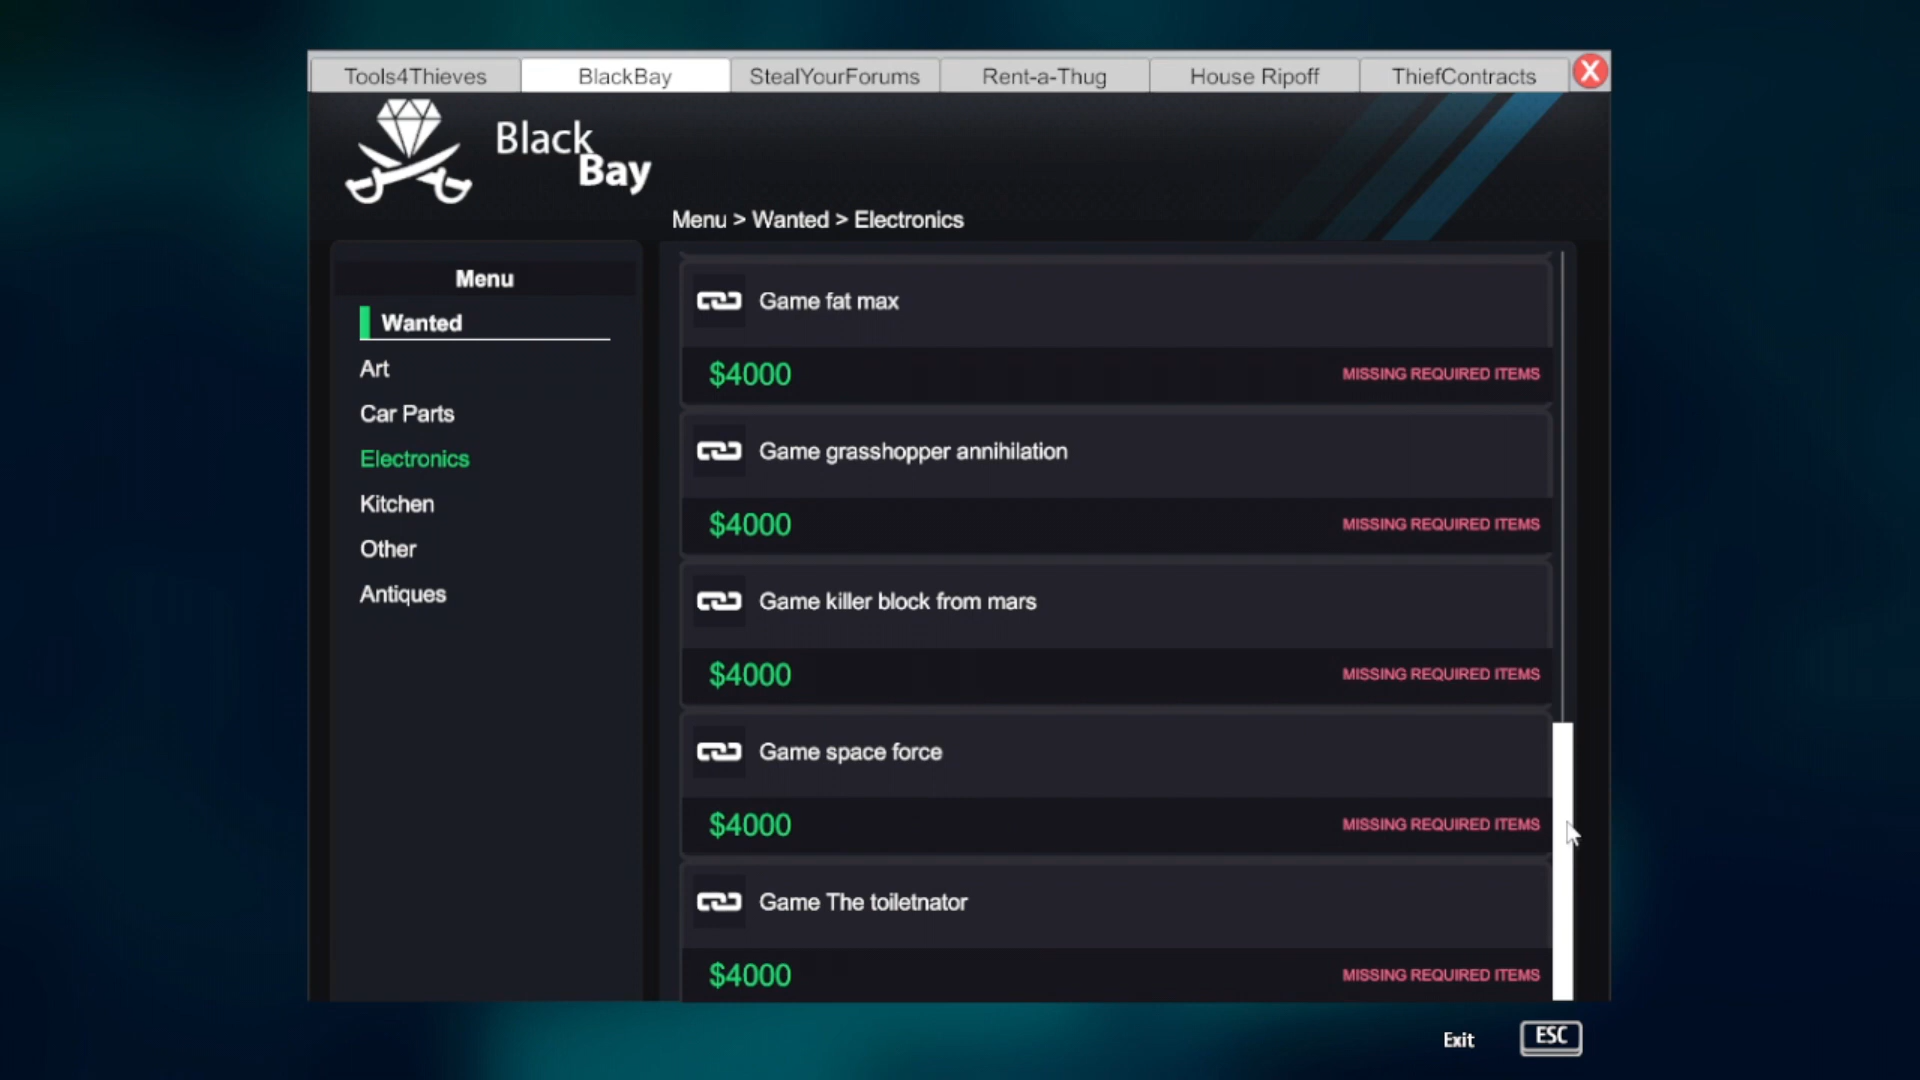 Tools4Thieves BlackBay StealYourForums Rent-a-Thug House Ripoff ThiefContracts X
Black
Bay
Menu > Wanted > Electronics
Menu
Wanted
Art
Car Parts
Electronics
Kitchen
Other
Antiques
Game fat max
$4000 MISSING REQUIRED ITEMS
Game grasshopper annihilation
$4000 MISSING REQUIRED ITEMS
Game killer block from mars
$4000 MISSING REQUIRED ITEMS
Game space force
$4000 MISSING REQUIRED ITEMS
Game The toiletnator
$4000 MISSING REQUIRED ITEMS
Exit ESC